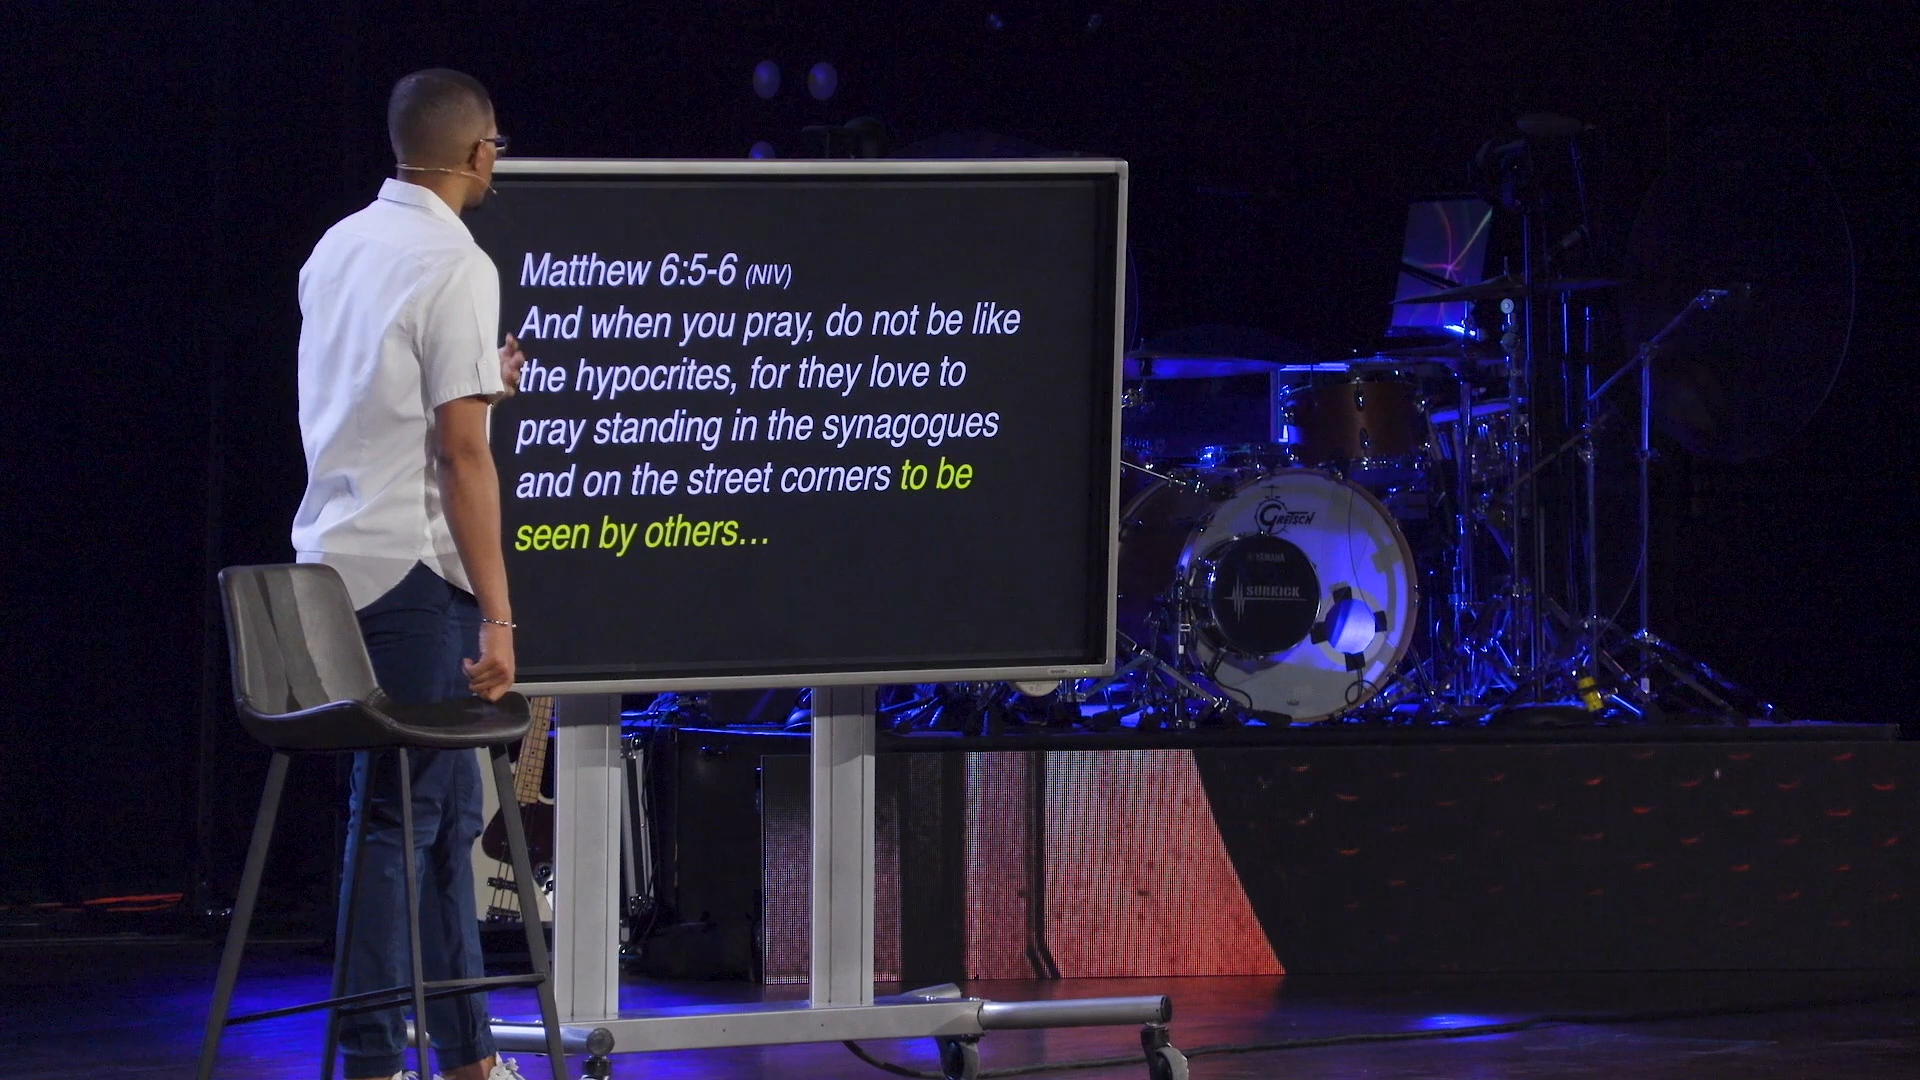 Matthew 6:5-6 (NIV)
And when you pray, do not be like
the hypocrites, for they love to
pray standing in the synagogues
and on the street corners to be
seen by others...
GRETSCH
YAMAHA
SUBKICK